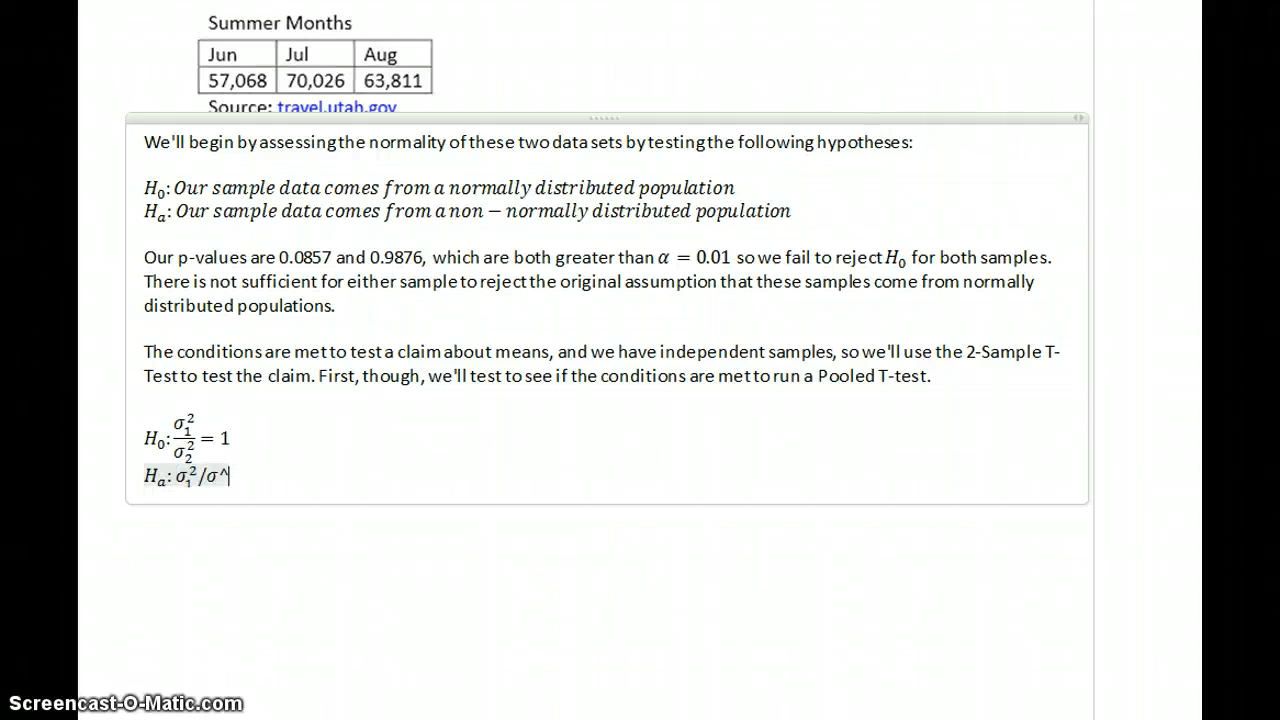 Summer Months
Jun Jul Aug
57,068 70,026 63,811
Source: travel.utah.gov
We'll begin by assessing the normality of these two data sets by testing the following hypotheses:
H₀: Our sample data comes from a normally distributed population
Hₐ: Our sample data comes from a non − normally distributed population
Our p-values are 0.0857 and 0.9876, which are both greater than α = 0.01 so we fail to reject H₀ for both samples.
There is not sufficient for either sample to reject the original assumption that these samples come from normally
distributed populations.
The conditions are met to test a claim about means, and we have independent samples, so we'll use the 2-Sample T-
Test to test the claim. First, though, we'll test to see if the conditions are met to run a Pooled T-test.
H₀: σ₁²/σ₂² = 1
Hₐ: σ₁²/σ^
Screencast-O-Matic.com